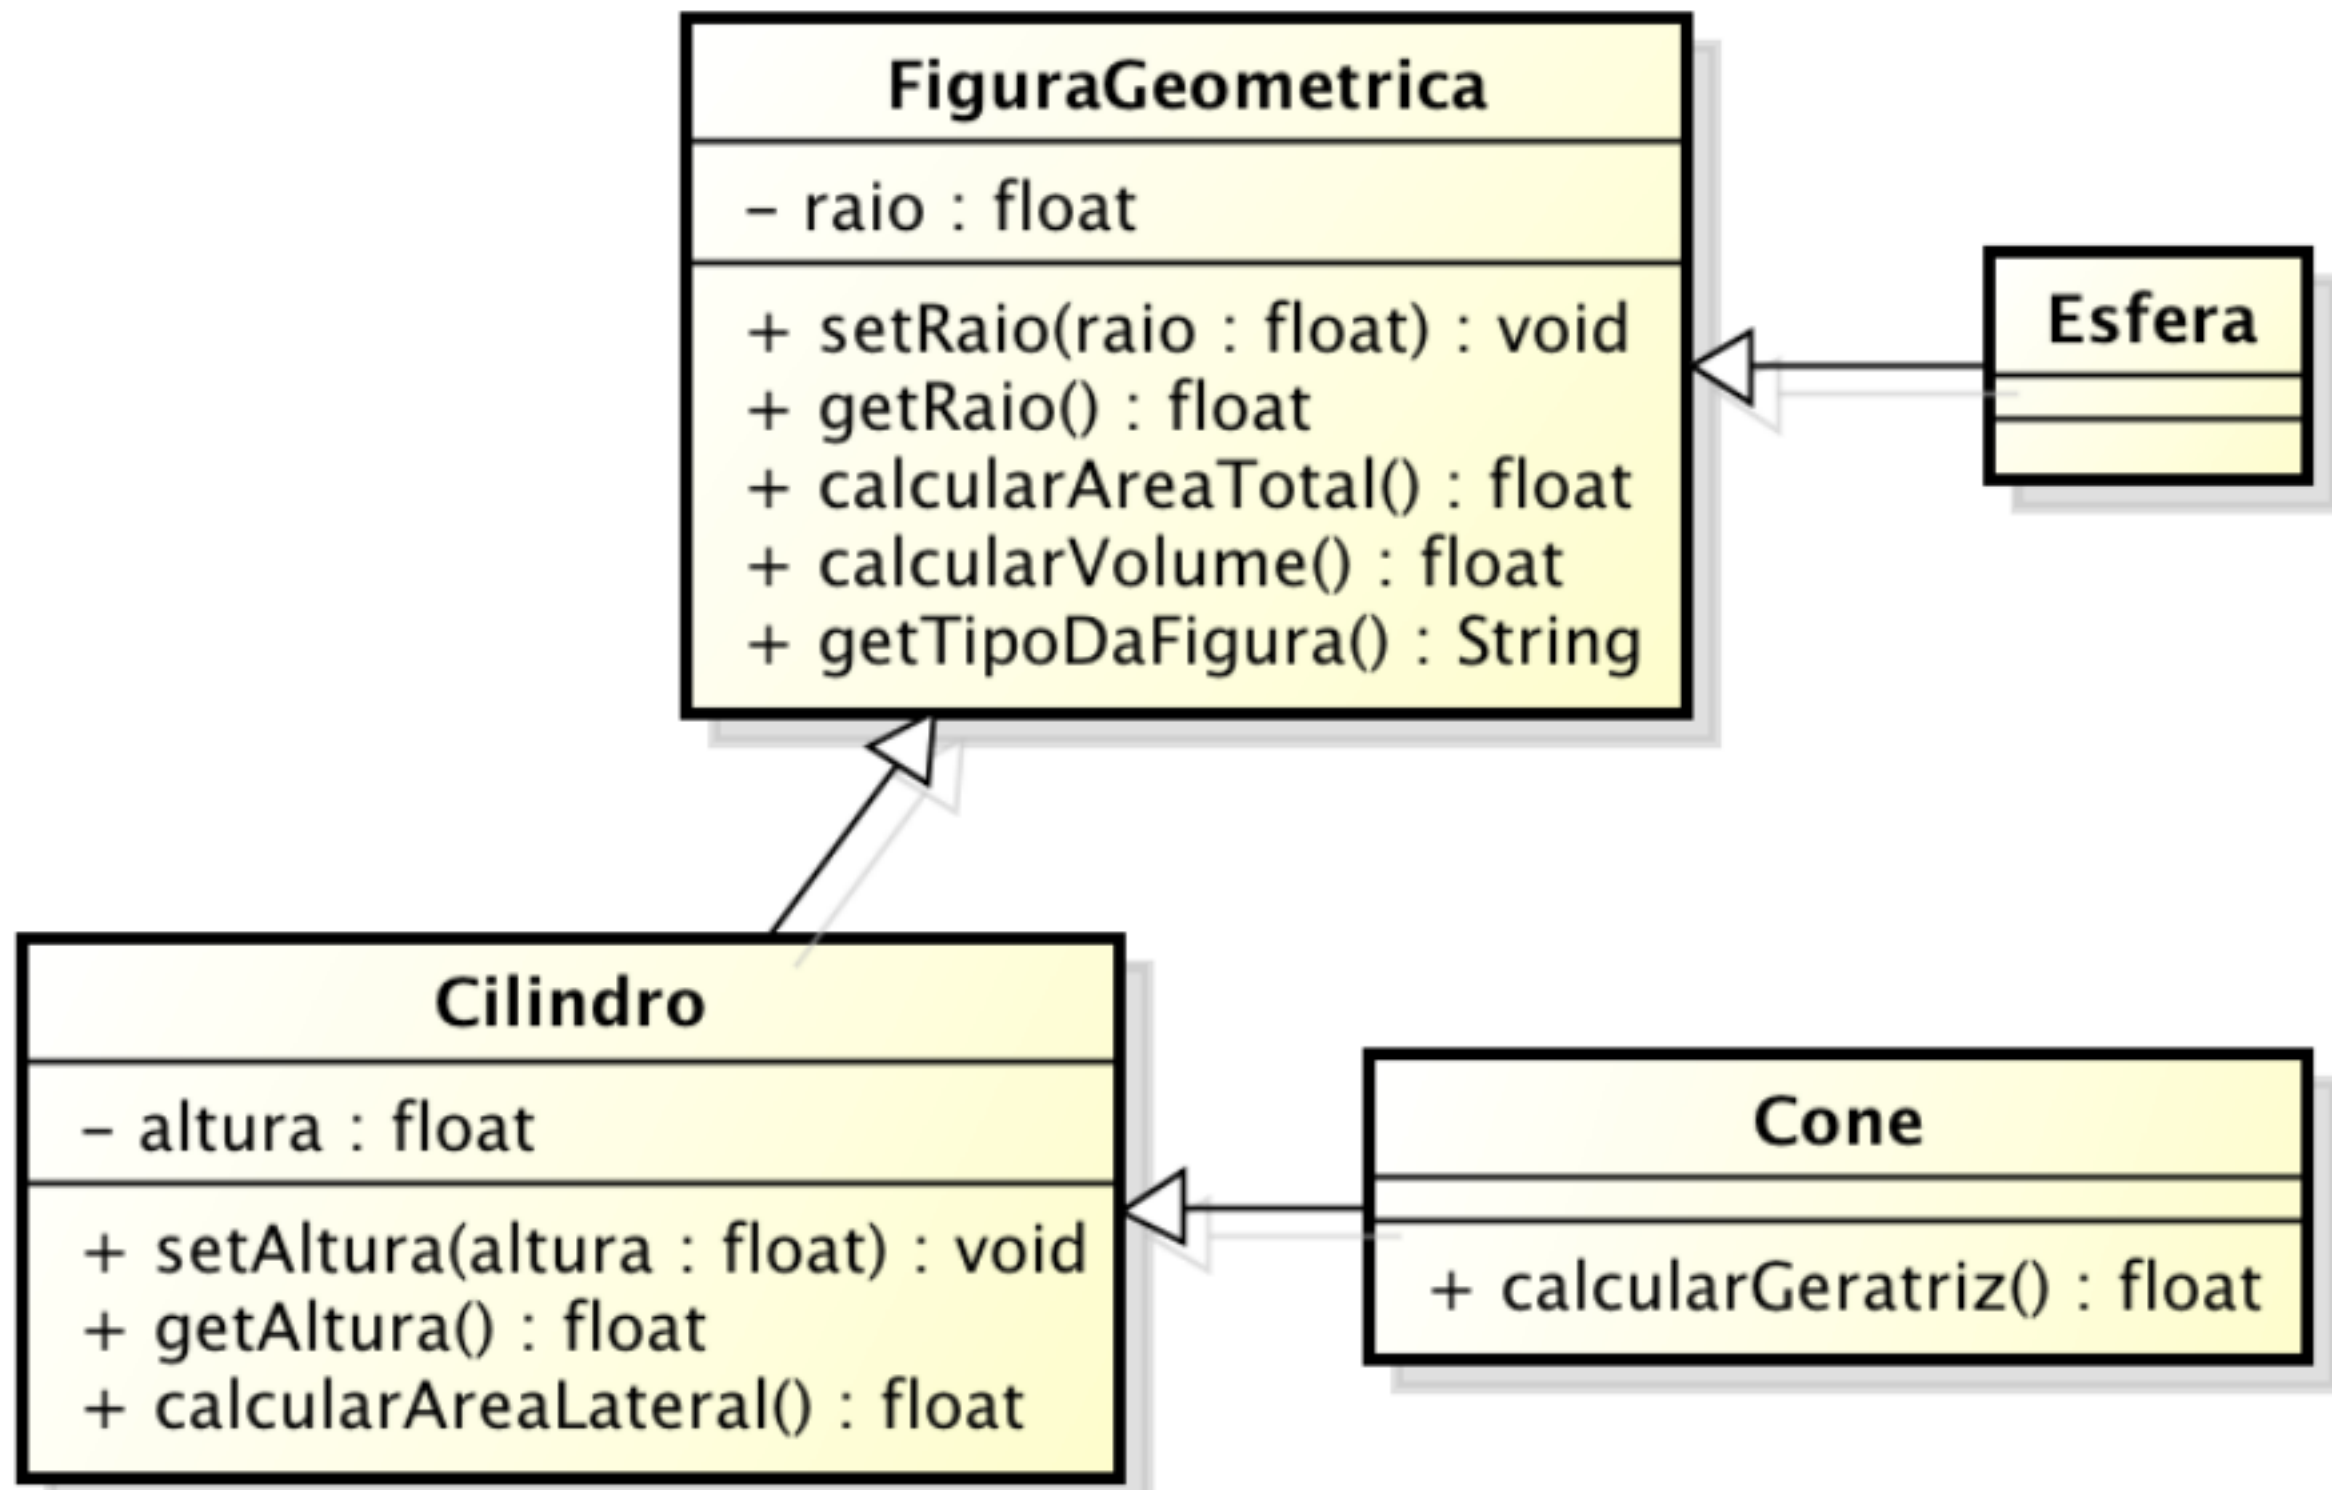 FiguraGeometrica
- raio : float
+ setRaio(raio : float) : void
+ getRaio() : float
+ calcularAreaTotal() : float
+ calcularVolume() : float
+ getTipoDaFigura() : String
Esfera
Cilindro
- altura : float
+ setAltura(altura : float) : void
+ getAltura() : float
+ calcularAreaLateral() : float
Cone
+ calcularGeratriz() : float